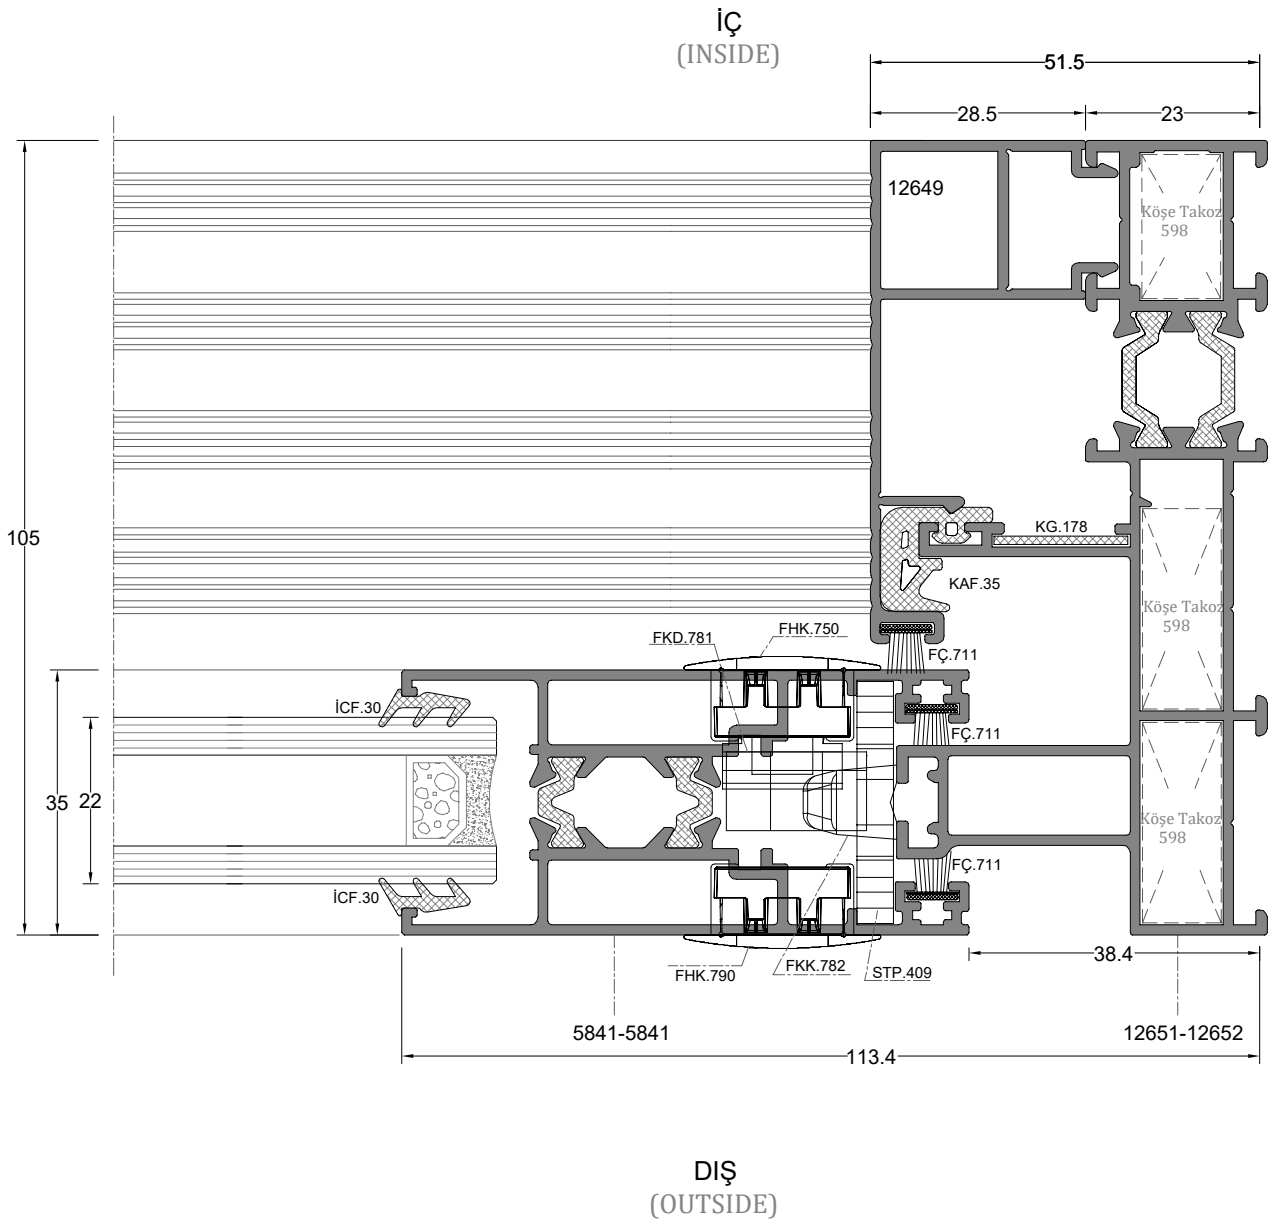 İÇ
(INSIDE)
51.5
28.5
23
12649
Köşe Takoz
598
105
KG.178
KAF.35
Köşe Takoz
598
FHK.750
FKD.781
FÇ.711
İCF.30
FÇ.711
35
22
Köşe Takoz
598
FÇ.711
İCF.30
38.4
FHK.790
FKK.782
STP.409
5841-5841
12651-12652
113.4
DIŞ
(OUTSIDE)